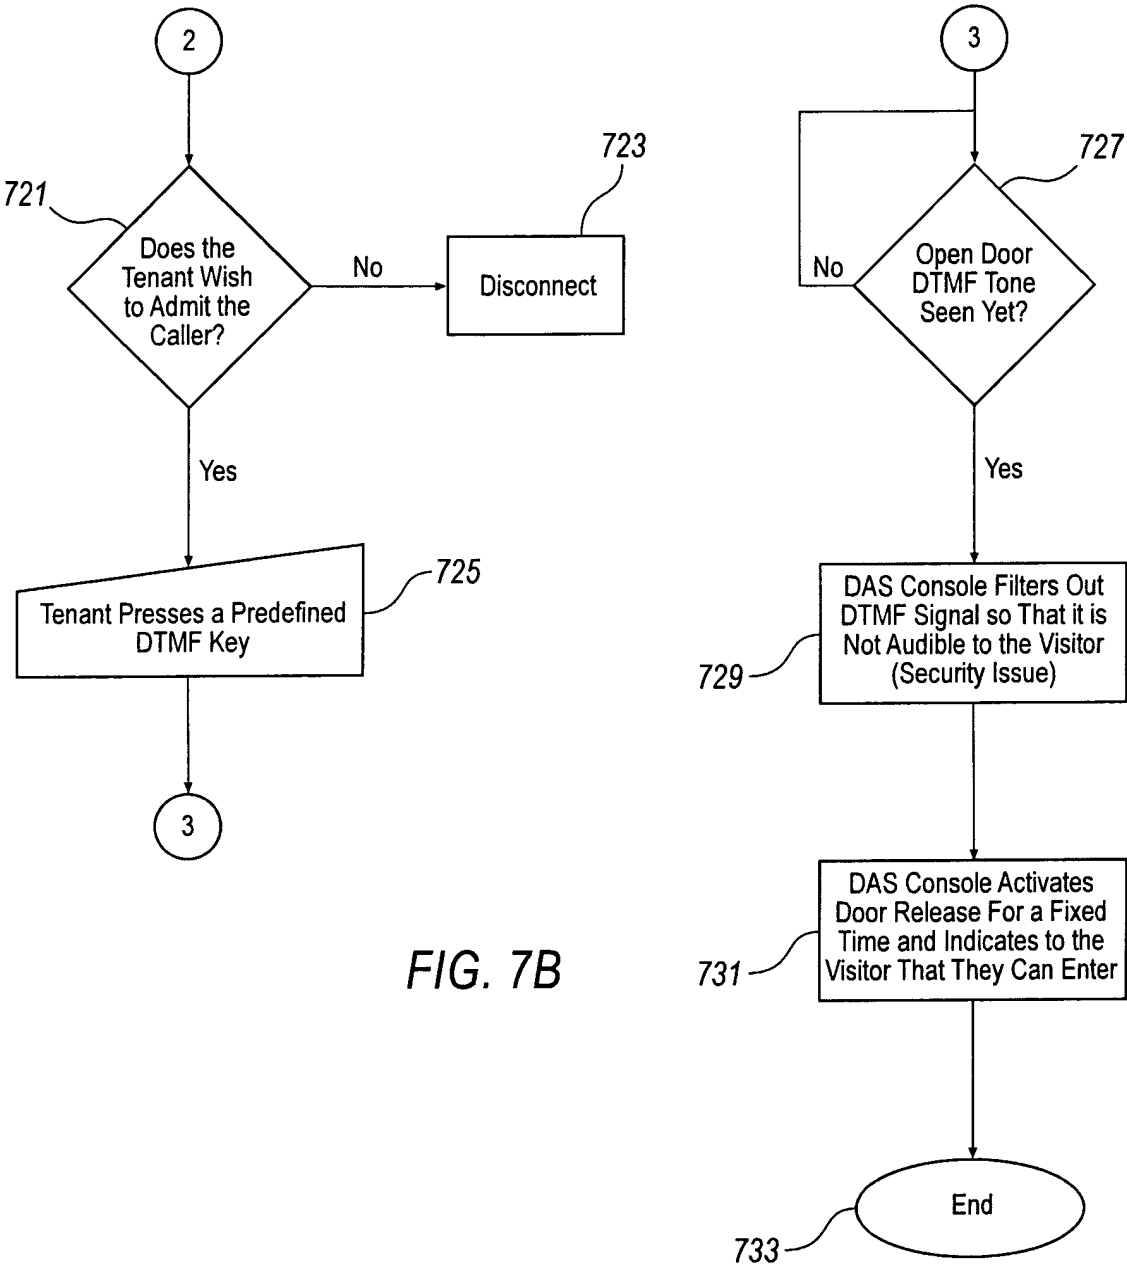 2
721
Does the
Tenant Wish
to Admit the
Caller?
No
723
Disconnect
Yes
725
Tenant Presses a Predefined
DTMF Key
3
3
727
Open Door
DTMF Tone
Seen Yet?
No
Yes
DAS Console Filters Out
DTMF Signal so That it is
Not Audible to the Visitor
(Security Issue)
729
DAS Console Activates
Door Release For a Fixed
Time and Indicates to the
Visitor That They Can Enter
731
End
733
FIG. 7B